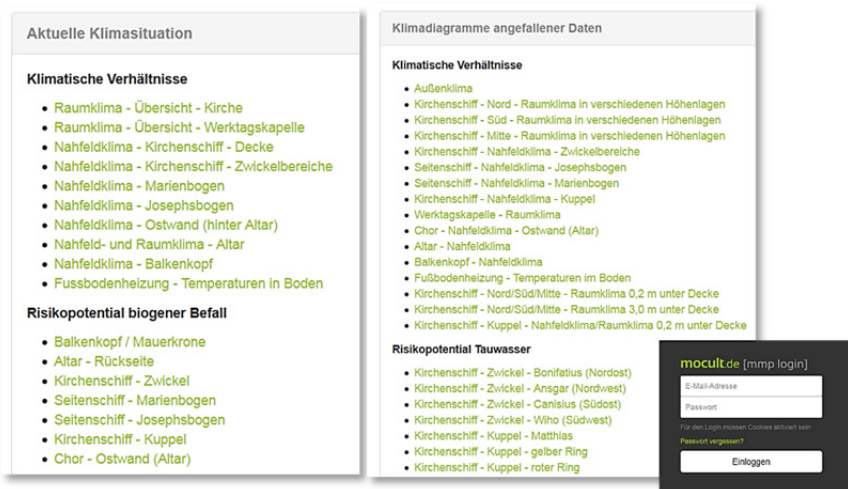 Aktuelle Klimasituation
Klimatische Verhältnisse
Raumklima - Übersicht - Kirche
Raumklima - Übersicht - Werktagskapelle
Nahfeldklima - Kirchenschiff - Decke
Nahfeldklima - Kirchenschiff - Zwickelbereiche
Nahfeldklima - Marienbogen
Nahfeldklima - Josephsbogen
Nahfeldklima - Ostwand (hinter Altar)
Nahfeld- und Raumklima - Altar
Nahfeldklima - Balkenkopf
Fussbodenheizung - Temperaturen in Boden
Risikopotential biogener Befall
Balkenkopf / Mauerkrone
Altar - Rückseite
Kirchenschiff - Zwickel
Seitenschiff - Marienbogen
Seitenschiff - Josephsbogen
Kirchenschiff - Kuppel
Chor - Ostwand (Altar)
Klimadiagramme angefallener Daten
Klimatische Verhältnisse
Außenklima
Kirchenschiff - Nord - Raumklima in verschiedenen Höhenlagen
Kirchenschiff - Süd - Raumklima in verschiedenen Höhenlagen
Kirchenschiff - Mitte - Raumklima in verschiedenen Höhenlagen
Kirchenschiff - Nahfeldklima - Zwickelbereiche
Seitenschiff - Nahfeldklima - Josephsbogen
Seitenschiff - Nahfeldklima - Marienbogen
Kirchenschiff - Nahfeldklima - Kuppel
Werktagskapelle - Raumklima
Chor - Nahfeldklima - Ostwand (Altar)
Altar - Nahfeldklima
Balkenkopf - Nahfeldklima
Fußbodenheizung - Temperaturen im Boden
Kirchenschiff - Nord/Süd/Mitte - Raumklima 0,2 m unter Decke
Kirchenschiff - Nord/Süd/Mitte - Raumklima 3,0 m unter Decke
Kirchenschiff - Kuppel - Nahfeldklima/Raumklima 0,2 m unter Decke
Risikopotential Tauwasser
Kirchenschiff - Zwickel - Bonifatius (Nordost)
Kirchenschiff - Zwickel - Ansgar (Nordwest)
Kirchenschiff - Zwickel - Canisius (Südost)
Kirchenschiff - Zwickel - Wiho (Südwest)
Kirchenschiff - Kuppel - Matthias
Kirchenschiff - Kuppel - gelber Ring
Kirchenschiff - Kuppel - roter Ring
mocult.de [mmp login]
E-Mail-Adresse
Passwort
Für den Login müssen Cookies aktiviert sein
Passwort vergessen?
Einloggen